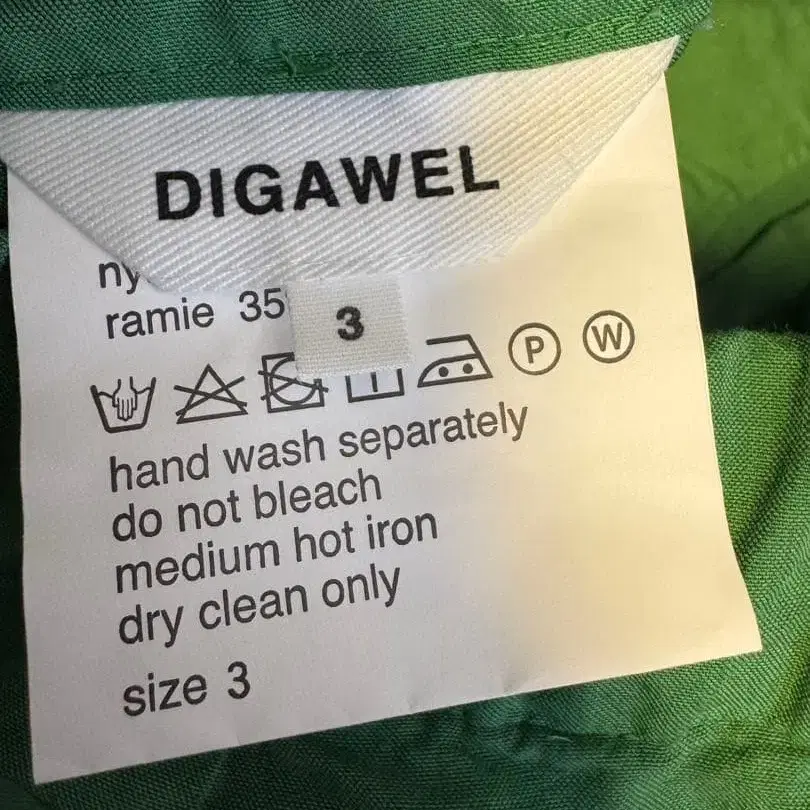 DIGAWEL
3
ny
ramie 35
P W
hand wash separately
do not bleach
medium hot iron
dry clean only
size 3